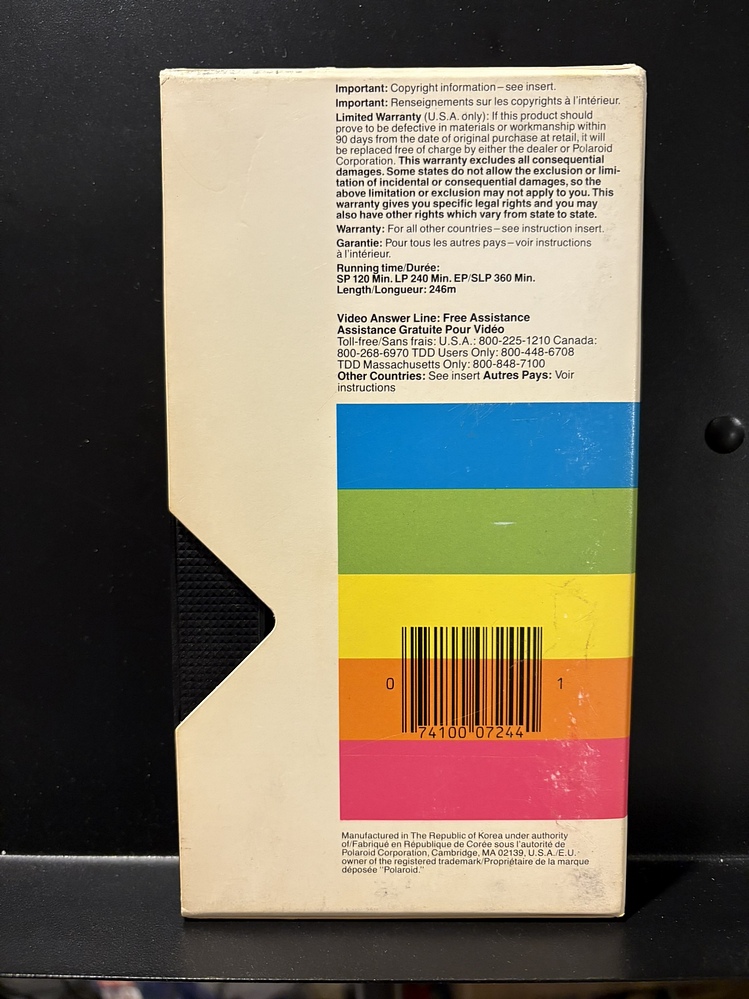 Important: Copyright information–see insert.
Important: Renseignements sur les copyrights à l'intérieur.
Limited Warranty (U.S.A. only): If this product should
prove to be defective in materials or workmanship within
90 days from the date of original purchase at retail, it will
be replaced free of charge by either the dealer or Polaroid
Corporation. This warranty excludes all consequential
damages. Some states do not allow the exclusion or limi-
tation of incidental or consequential damages, so the
above limitation or exclusion may not apply to you. This
warranty gives you specific legal rights and you may
also have other rights which vary from state to state.
Warranty: For all other countries–see instruction insert.
Garantie: Pour tous les autres pays–voir instructions
à l'intérieur.
Running time/Durée:
SP 120 Min. LP 240 Min. EP/SLP 360 Min.
Length/Longueur: 246m
Video Answer Line: Free Assistance
Assistance Gratuite Pour Vidéo
Toll-free/Sans frais: U.S.A.: 800-225-1210 Canada:
800-268-6970 TDD Users Only: 800-448-6708
TDD Massachusetts Only: 800-848-7100
Other Countries: See insert Autres Pays: Voir
instructions
0 74100 07244 1
Manufactured in The Republic of Korea under authority
of/Fabriqué en République de Corée sous l'autorité de
Polaroid Corporation, Cambridge, MA 02139, U.S.A./E.U.
owner of the registered trademark/Propriétaire de la marque
déposée "Polaroid."